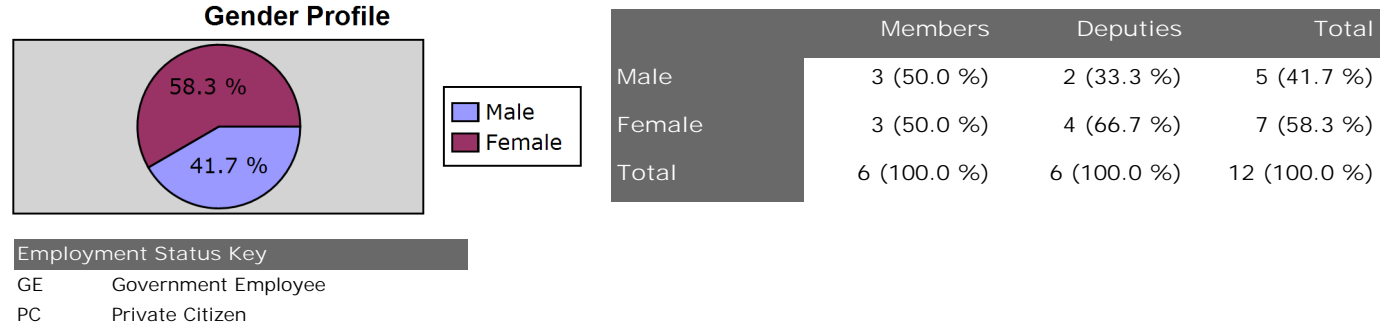 Gender Profile
58.3 %
41.7 %
Male
Female
Members Deputies Total
Male 3 (50.0 %) 2 (33.3 %) 5 (41.7 %)
Female 3 (50.0 %) 4 (66.7 %) 7 (58.3 %)
Total 6 (100.0 %) 6 (100.0 %) 12 (100.0 %)
Employment Status Key
GE Government Employee
PC Private Citizen